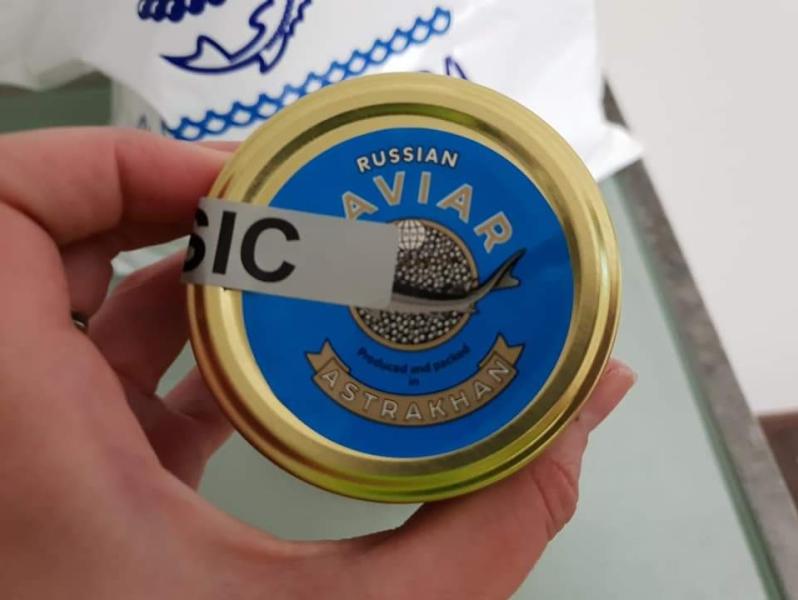 RUSSIAN
AVIAR
SIC
Produced and packed
in
ASTRAKHAN